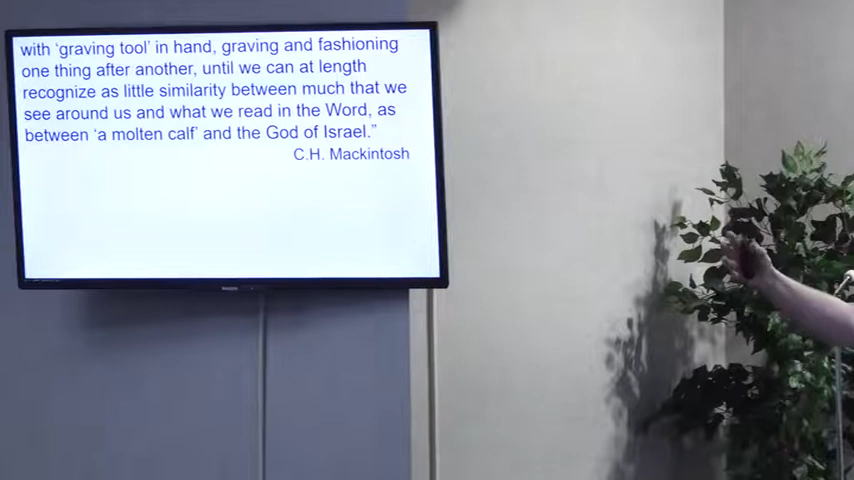 with ‘graving tool’ in hand, graving and fashioning
one thing after another, until we can at length
recognize as little similarity between much that we
see around us and what we read in the Word, as
between ‘a molten calf’ and the God of Israel.”
C.H. Mackintosh